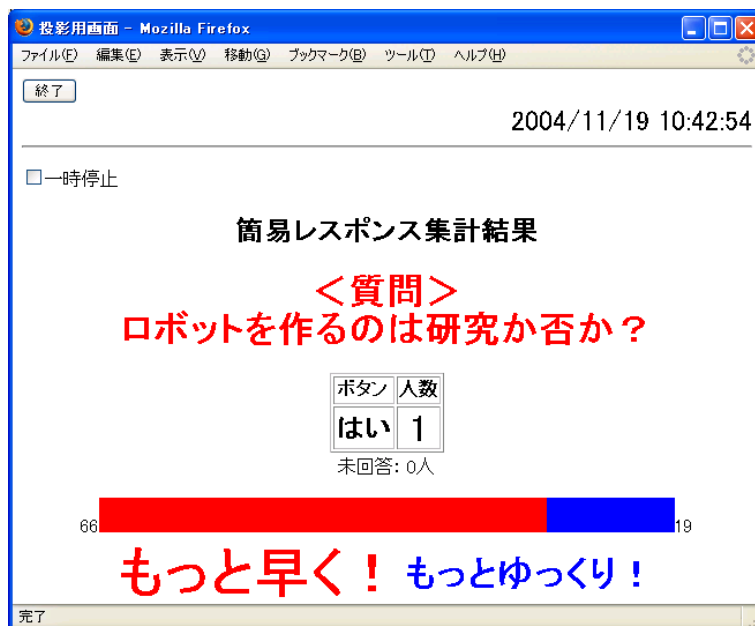 投影用画面 - Mozilla Firefox
ファイル(F) 編集(E) 表示(V) 移動(G) ブックマーク(B) ツール(T) ヘルプ(H)
終了
2004/11/19 10:42:54
一時停止
簡易レスポンス集計結果
＜質問＞
ロボットを作るのは研究か否か？
ボタン 人数
はい 1
未回答: 0人
66 19
もっと早く！ もっとゆっくり！
完了